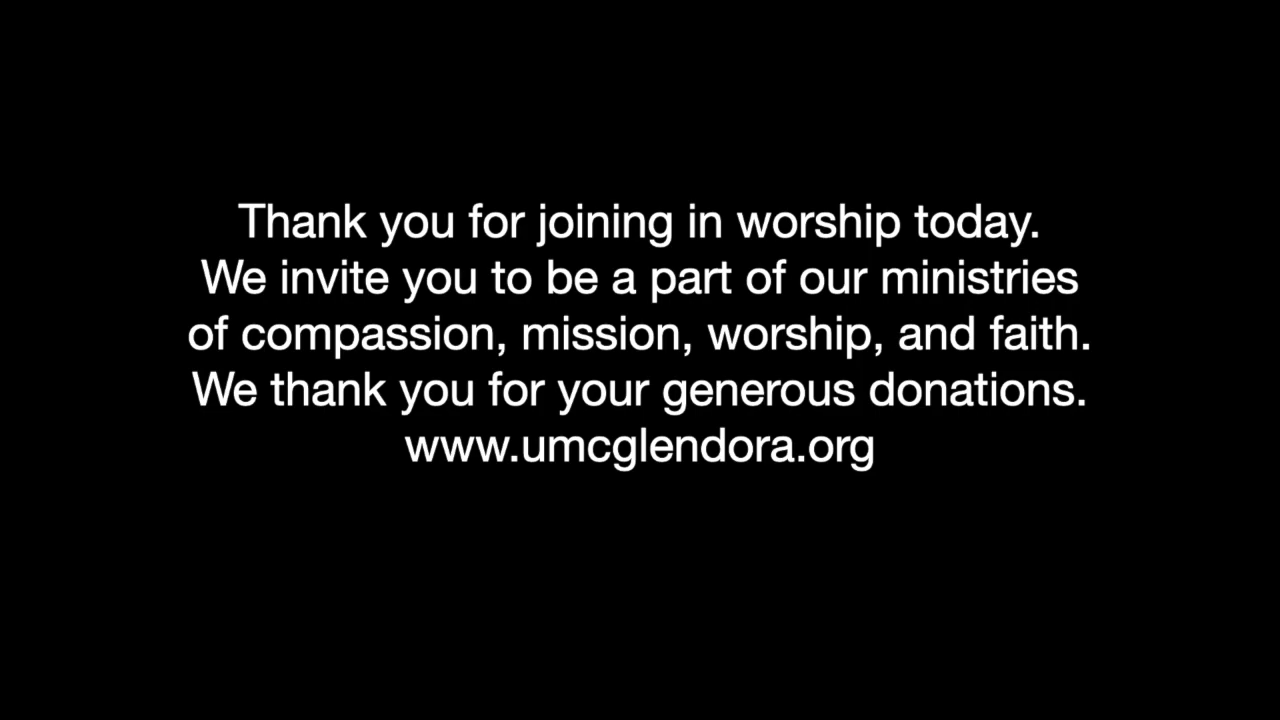 Thank you for joining in worship today.
We invite you to be a part of our ministries
of compassion, mission, worship, and faith.
We thank you for your generous donations.
www.umcglendora.org